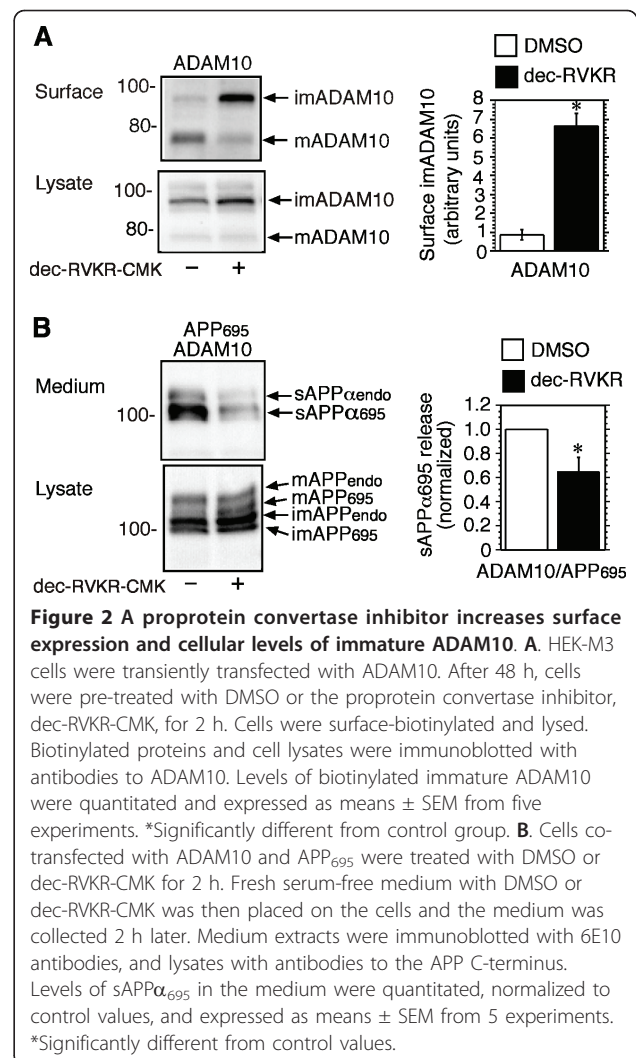 A
ADAM10
Surface
100-
80-
imADAM10
mADAM10
Lysate
100-
80-
imADAM10
mADAM10
dec-RVKR-CMK − +
DMSO
dec-RVKR
Surface imADAM10
(arbitrary units)
8
7
6
5
4
3
2
1
0
*
ADAM10
B
APP695
ADAM10
Medium
100-
sAPPαendo
sAPPα695
Lysate
100-
mAPPendo
mAPP695
imAPPendo
imAPP695
dec-RVKR-CMK − +
DMSO
dec-RVKR
sAPPα695 release
(normalized)
1.2
1.0
0.8
0.6
0.4
0.2
0
*
ADAM10/APP695
Figure 2 A proprotein convertase inhibitor increases surface
expression and cellular levels of immature ADAM10. A. HEK-M3
cells were transiently transfected with ADAM10. After 48 h, cells
were pre-treated with DMSO or the proprotein convertase inhibitor,
dec-RVKR-CMK, for 2 h. Cells were surface-biotinylated and lysed.
Biotinylated proteins and cell lysates were immunoblotted with
antibodies to ADAM10. Levels of biotinylated immature ADAM10
were quantitated and expressed as means ± SEM from five
experiments. *Significantly different from control group. B. Cells co-
transfected with ADAM10 and APP695 were treated with DMSO or
dec-RVKR-CMK for 2 h. Fresh serum-free medium with DMSO or
dec-RVKR-CMK was then placed on the cells and the medium was
collected 2 h later. Medium extracts were immunoblotted with 6E10
antibodies, and lysates with antibodies to the APP C-terminus.
Levels of sAPPα695 in the medium were quantitated, normalized to
control values, and expressed as means ± SEM from 5 experiments.
*Significantly different from control values.